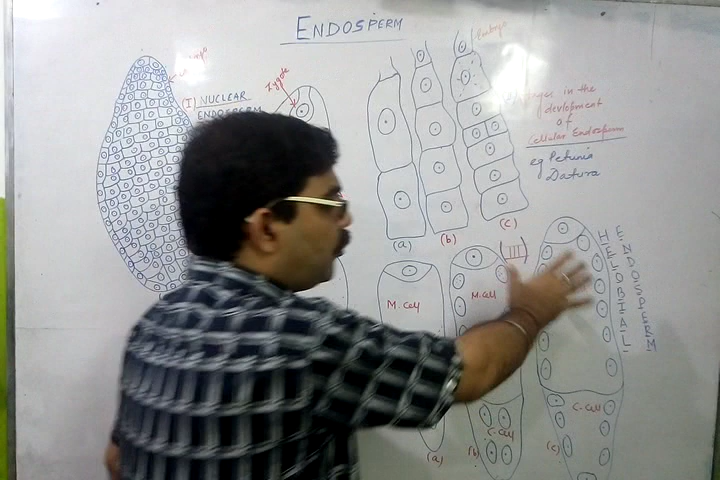 ENDOSPERM
(I) NUCLEAR
ENDOSPERM
Zygote
Embryo
in the
devlopment
of
Cellular Endosperm
eg Petunia
Datura
(a)
(b)
(c)
(III)
HELOBIAL
ENDOSPERM
M. Cell
M. Cell
C-Cell
C-Cell
(a)
(b)
(c)